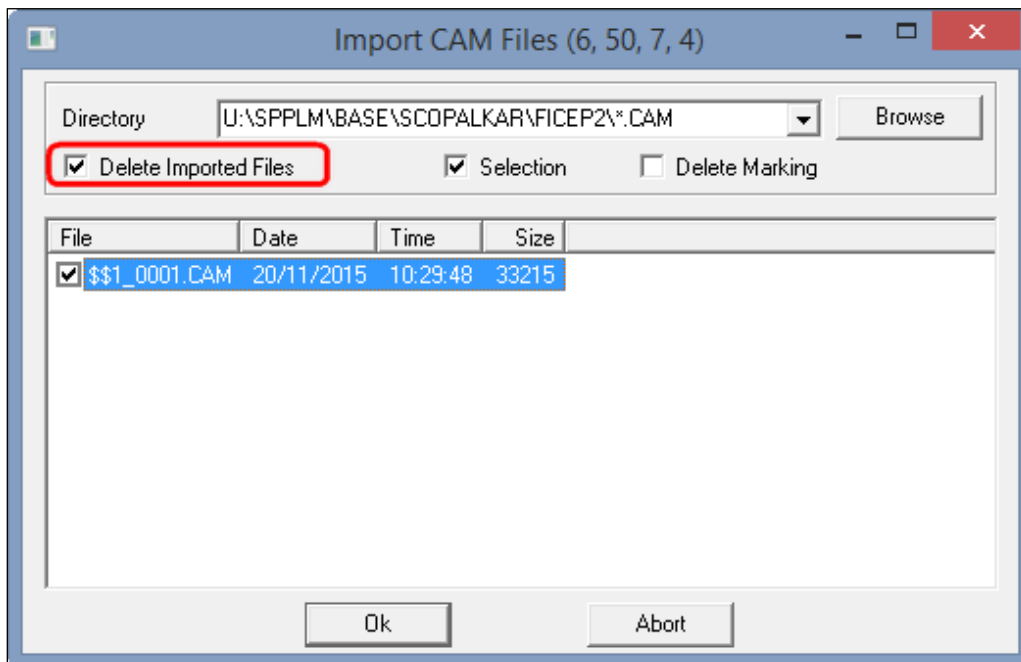 Import CAM Files (6, 50, 7, 4)
Directory U:\SPPLM\BASE\SCOPALKAR\FICEP2\*.CAM Browse
Delete Imported Files Selection Delete Marking
File Date Time Size
$$1_0001.CAM 20/11/2015 10:29:48 33215
Ok Abort